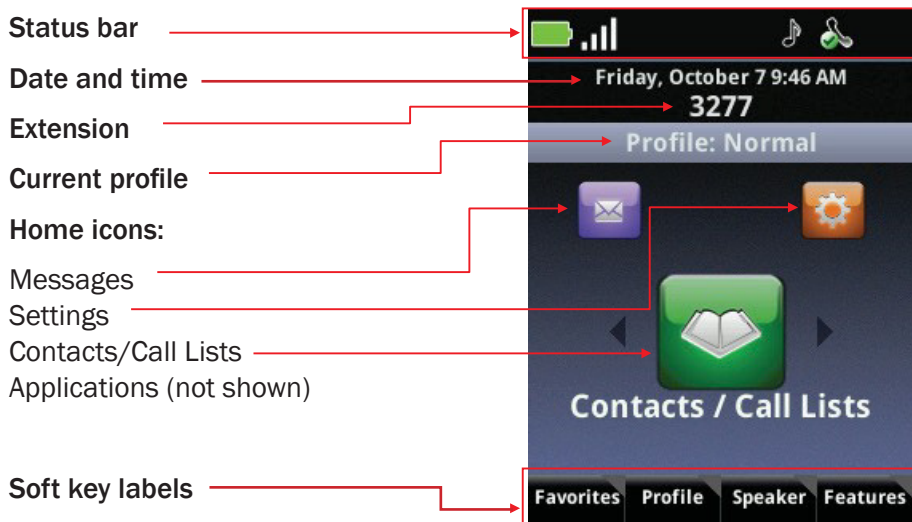 Status bar
Date and time
Extension
Current profile
Home icons:
Messages
Settings
Contacts/Call Lists
Applications (not shown)
Soft key labels
Friday, October 7 9:46 AM
3277
Profile: Normal
Contacts / Call Lists
Favorites Profile Speaker Features